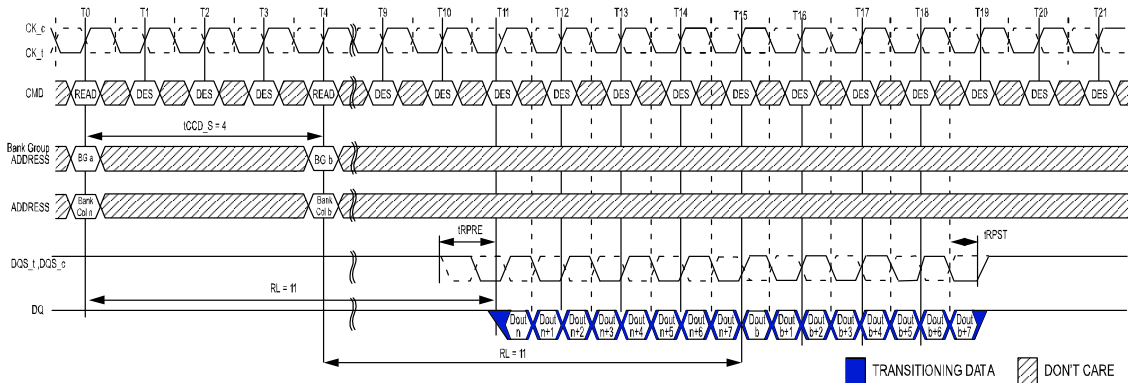 T0 T1 T2 T3 T4 T9 T10 T11 T12 T13 T14 T15 T16 T17 T18 T19 T20 T21
CK_c
CK_t
CMD READ DES DES DES READ DES DES DES DES DES DES DES DES DES DES DES DES DES
tCCD_S = 4
Bank Group
ADDRESS BG a BG b
ADDRESS Bank Col n Bank Col b
tRPRE tRPST
DQS_t ,DQS_c
RL = 11
DQ Dout n Dout n+1 Dout n+2 Dout n+3 Dout n+4 Dout n+5 Dout n+6 Dout n+7 Dout b Dout b+1 Dout b+2 Dout b+3 Dout b+4 Dout b+5 Dout b+6 Dout b+7
RL = 11
TRANSITIONING DATA DON'T CARE